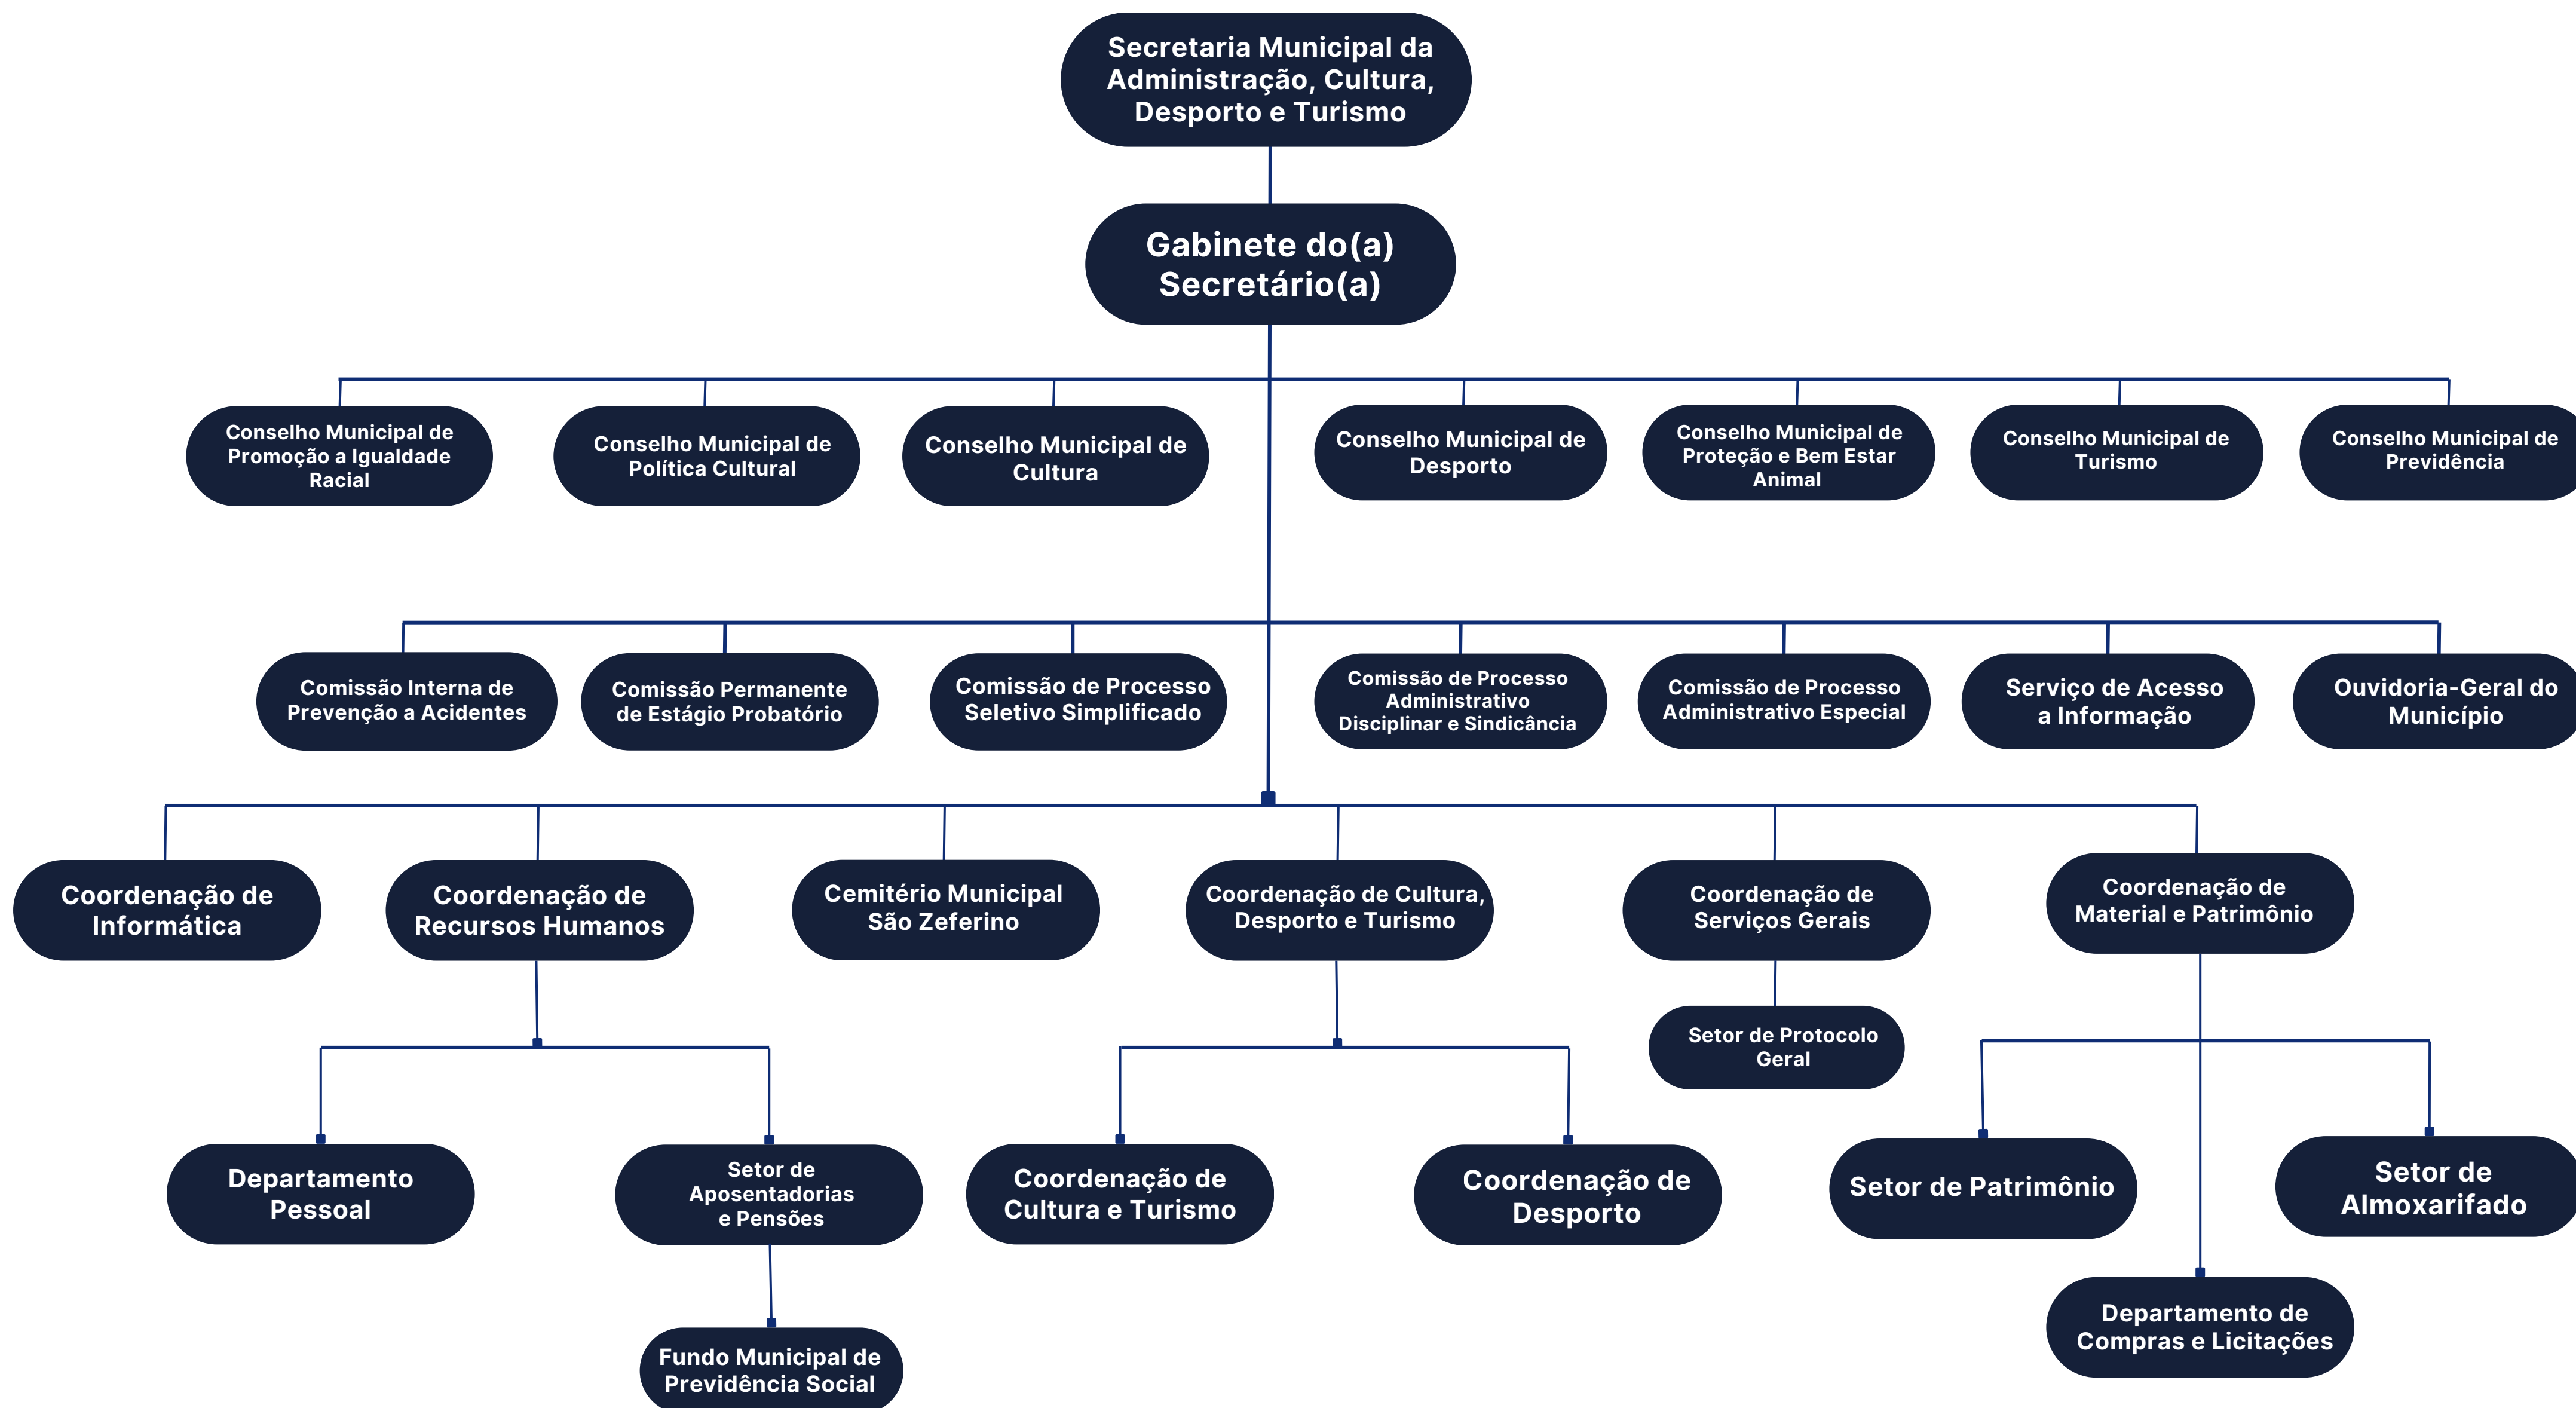 Secretaria Municipal da
Administração, Cultura,
Desporto e Turismo
Gabinete do(a)
Secretário(a)
Conselho Municipal de
Promoção a Igualdade
Racial
Conselho Municipal de
Política Cultural
Conselho Municipal de
Cultura
Conselho Municipal de
Desporto
Conselho Municipal de
Proteção e Bem Estar
Animal
Conselho Municipal de
Turismo
Conselho Municipal de
Previdência
Comissão Interna de
Prevenção a Acidentes
Comissão Permanente
de Estágio Probatório
Comissão de Processo
Seletivo Simplificado
Comissão de Processo
Administrativo
Disciplinar e Sindicância
Comissão de Processo
Administrativo Especial
Serviço de Acesso
a Informação
Ouvidoria-Geral do
Município
Coordenação de
Informática
Coordenação de
Recursos Humanos
Cemitério Municipal
São Zeferino
Coordenação de Cultura,
Desporto e Turismo
Coordenação de
Serviços Gerais
Coordenação de
Material e Patrimônio
Setor de Protocolo
Geral
Departamento
Pessoal
Setor de
Aposentadorias
e Pensões
Coordenação de
Cultura e Turismo
Coordenação de
Desporto
Setor de Patrimônio
Setor de
Almoxarifado
Departamento de
Compras e Licitações
Fundo Municipal de
Previdência Social